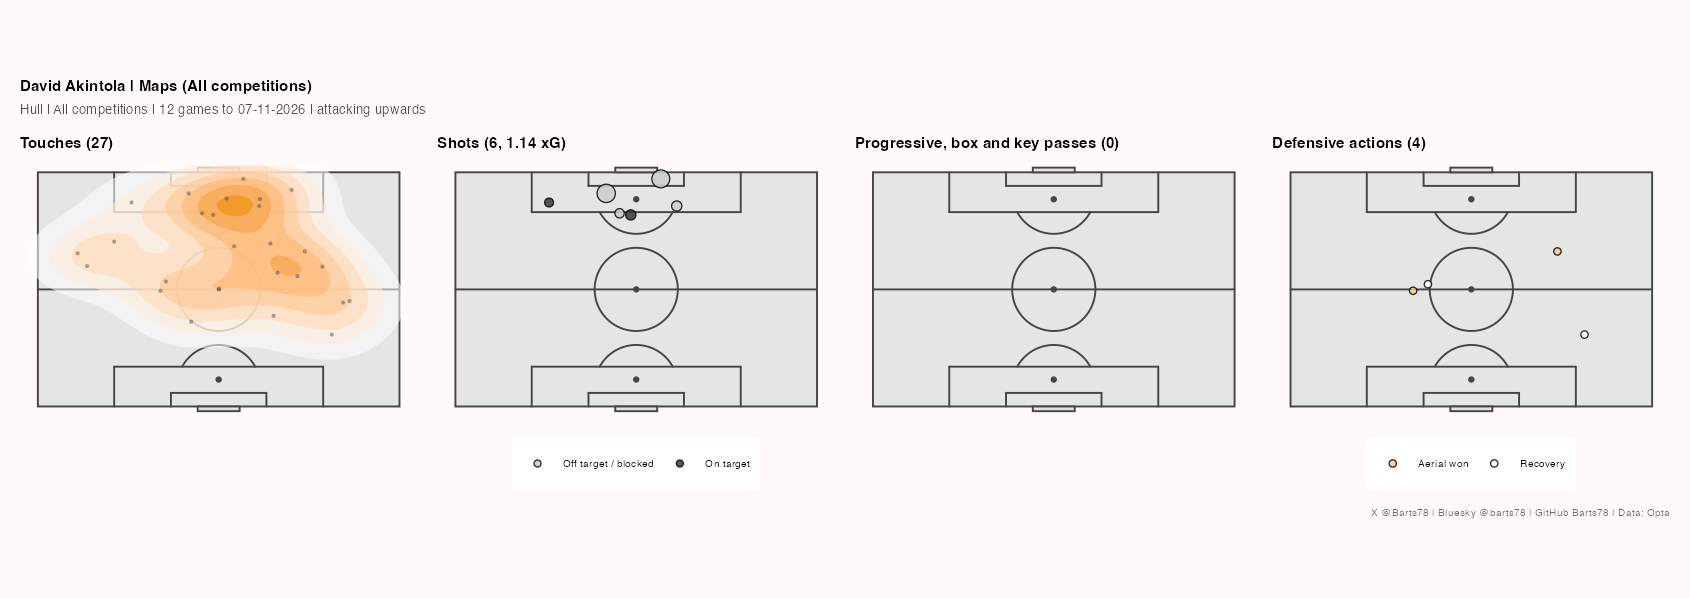 David Akintola | Maps (All competitions)
Hull | All competitions | 12 games to 07-11-2026 | attacking upwards
Touches (27)
Shots (6, 1.14 xG)
Progressive, box and key passes (0)
Defensive actions (4)
Off target / blocked
On target
Aerial won
Recovery
X @Barts78 | Bluesky @barts78 | GitHub Barts78 | Data: Opta